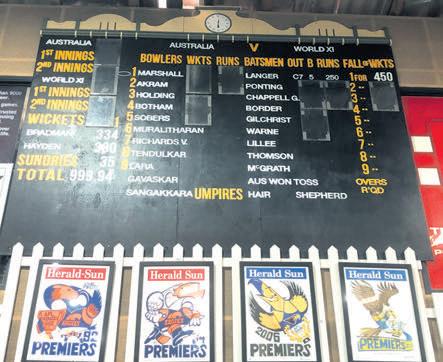 AUSTRALIA
1ST INNINGS
2ND INNINGS
WORLD XI
1ST INNINGS
2ND INNINGS
WICKETS 1
BRADMAN 334
HAYDEN 380
SUNDRIES 35
TOTAL 999.94
AUSTRALIA V WORLD XI
BOWLERS WKTS RUNS BATSMEN OUT B RUNS FALL OF WKTS
1 MARSHALL LANGER C7 5 250 1 FOR 450
2 AKRAM PONTING 2 --
3 HOLDING CHAPPELL G. 3 --
4 BOTHAM BORDER 4 --
5 SOBERS GILCHRIST 5 --
6 MURALITHARAN WARNE 6 --
7 RICHARDS V. LILLEE 7 --
8 TENDULKAR THOMSON 8 --
LARA McGRATH 9 --
GAVASKAR AUS WON TOSS OVERS
SANGAKKARA UMPIRES HAIR SHEPHERD R'Q'D
Herald-Sun
PREMIERS
Herald-Sun
PREMIERS
Herald-Sun
2006
PREMIERS
PREMIERS